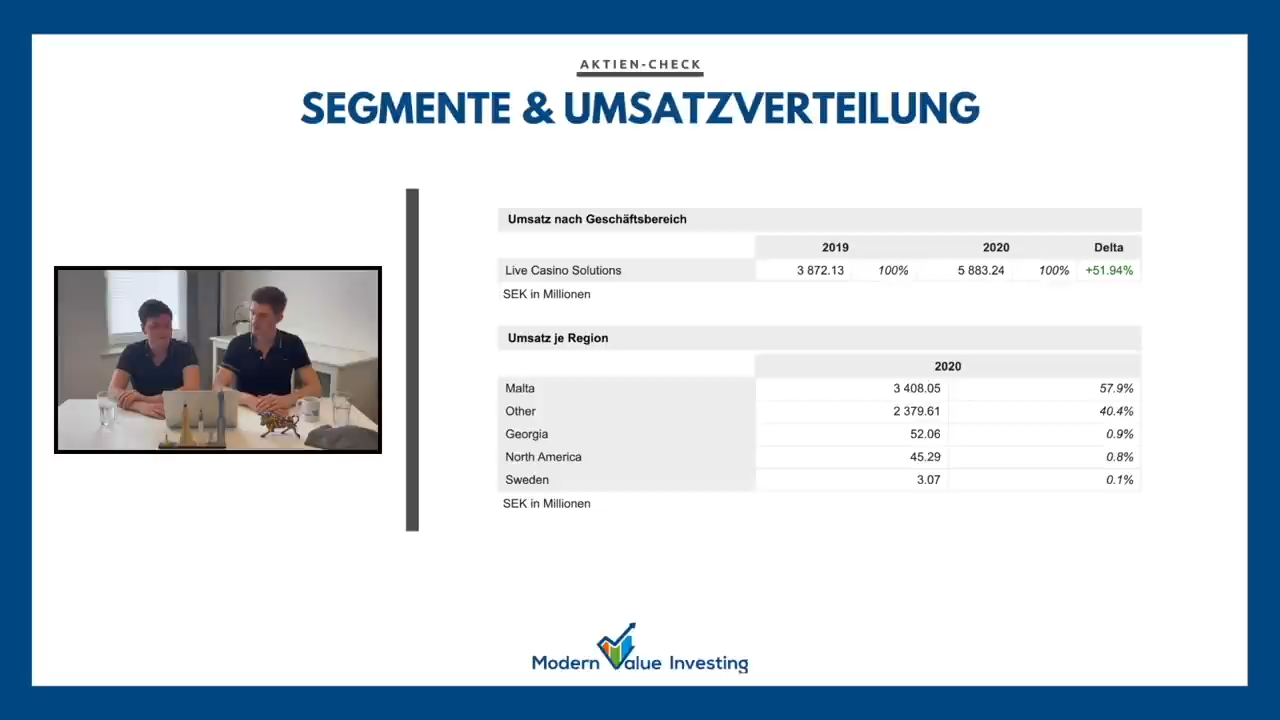 AKTIEN-CHECK
SEGMENTE & UMSATZVERTEILUNG
Umsatz nach Geschäftsbereich
2019 2020 Delta
Live Casino Solutions 3 872.13 100% 5 883.24 100% +51.94%
SEK in Millionen
Umsatz je Region
2020
Malta 3 408.05 57.9%
Other 2 379.61 40.4%
Georgia 52.06 0.9%
North America 45.29 0.8%
Sweden 3.07 0.1%
SEK in Millionen
Modern Value Investing